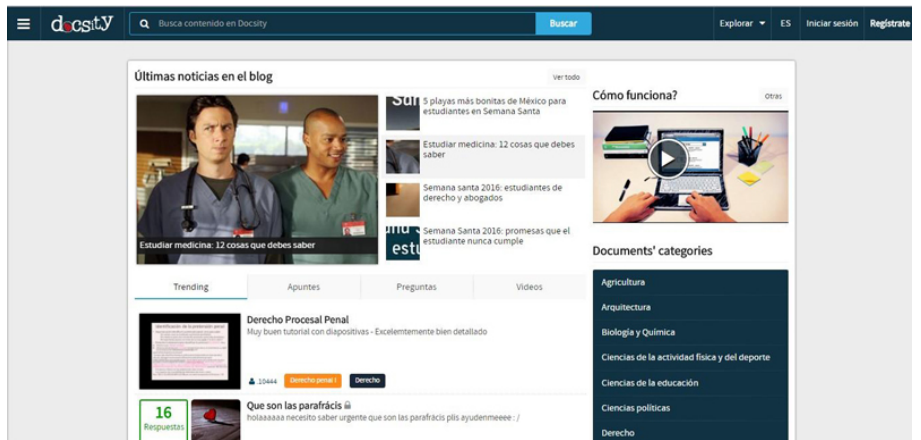 docsity
Busca contenido en Docsity
Buscar
Explorar
ES
Iniciar sesión
Regístrate
Últimas noticias en el blog
Ver todo
Estudiar medicina: 12 cosas que debes saber
5 playas más bonitas de México para
estudiantes en Semana Santa
Estudiar medicina: 12 cosas que debes
saber
Semana santa 2016: estudiantes de
derecho y abogados
Semana Santa 2016: promesas que el
estudiante nunca cumple
Cómo funciona?
Otras
Documents' categories
Agricultura
Arquitectura
Biología y Química
Ciencias de la actividad física y del deporte
Ciencias de la educación
Ciencias políticas
Derecho
Trending
Apuntes
Preguntas
Videos
Derecho Procesal Penal
Muy buen tutorial con diapositivas - Excelemtemente bien detallado
10444
Derecho penal I
Derecho
16
Respuestas
Que son las parafrácis
holaaaaa necesito saber urgente que son las parafrácis plis ayudenmeeee : /